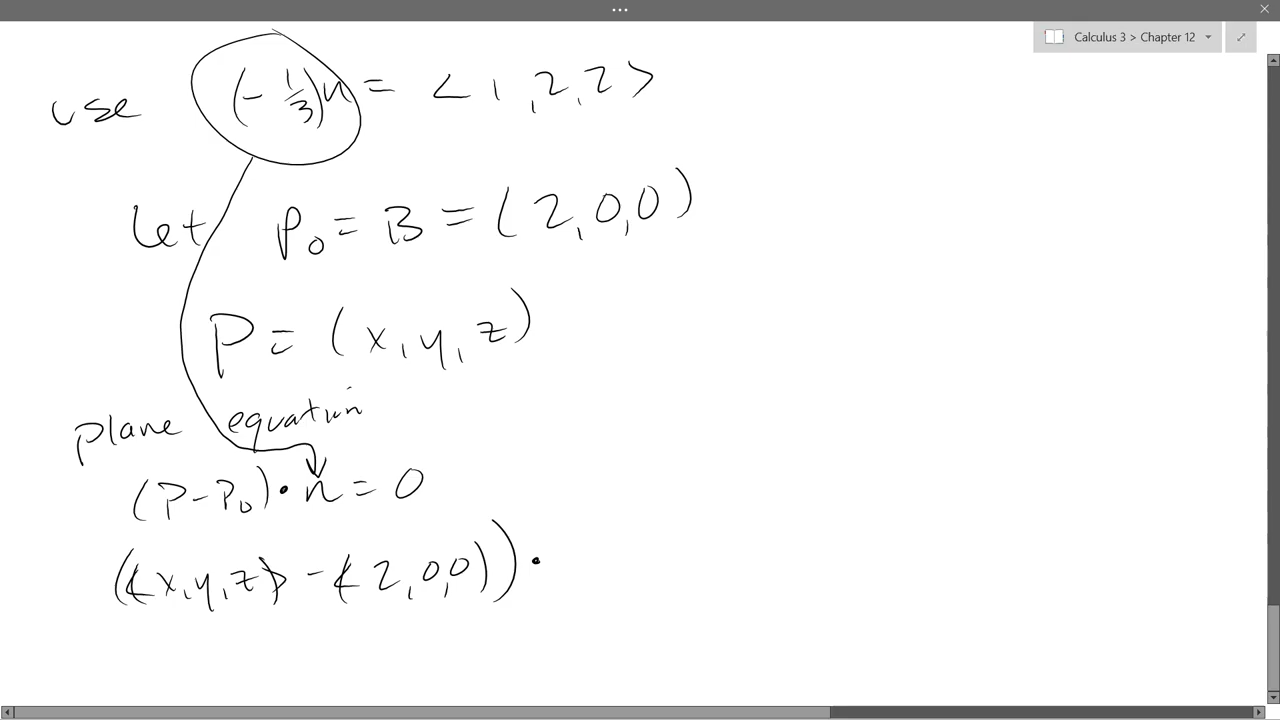 Calculus 3 > Chapter 12
use (- 1/3)n = <1, 2, 2>
let P₀ = B = (2, 0, 0)
P = (x, y, z)
plane equation
(P - P₀) • n = 0
((<x, y, z)> - (<2, 0, 0)) •